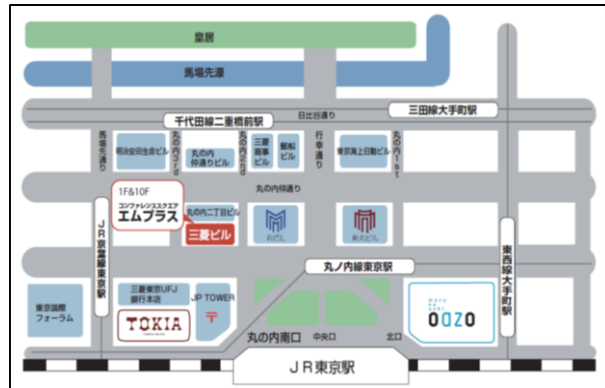 皇居
馬場先濠
三田線大手町駅
日比谷通り
千代田線二重橋前駅
馬場先通り
明治安田生命ビル
丸の内3rd
丸の内
仲通りビル
丸の内2nd
三菱
商事
ビル
郵船
ビル
行幸通り
東京海上日動ビル
丸の内1st
1F&10F
コンファレンススクエア
エムプラス
丸の内仲通り
丸の内二丁目ビル
三菱ビル
丸ビル
新丸ビル
JR京葉線東京駅
東西線大手町駅
丸ノ内線東京駅
東京国際
フォーラム
三菱東京UFJ
銀行本店
TOKIA
JP TOWER
〒
OAZO
丸の内南口
中央口
北口
JR東京駅